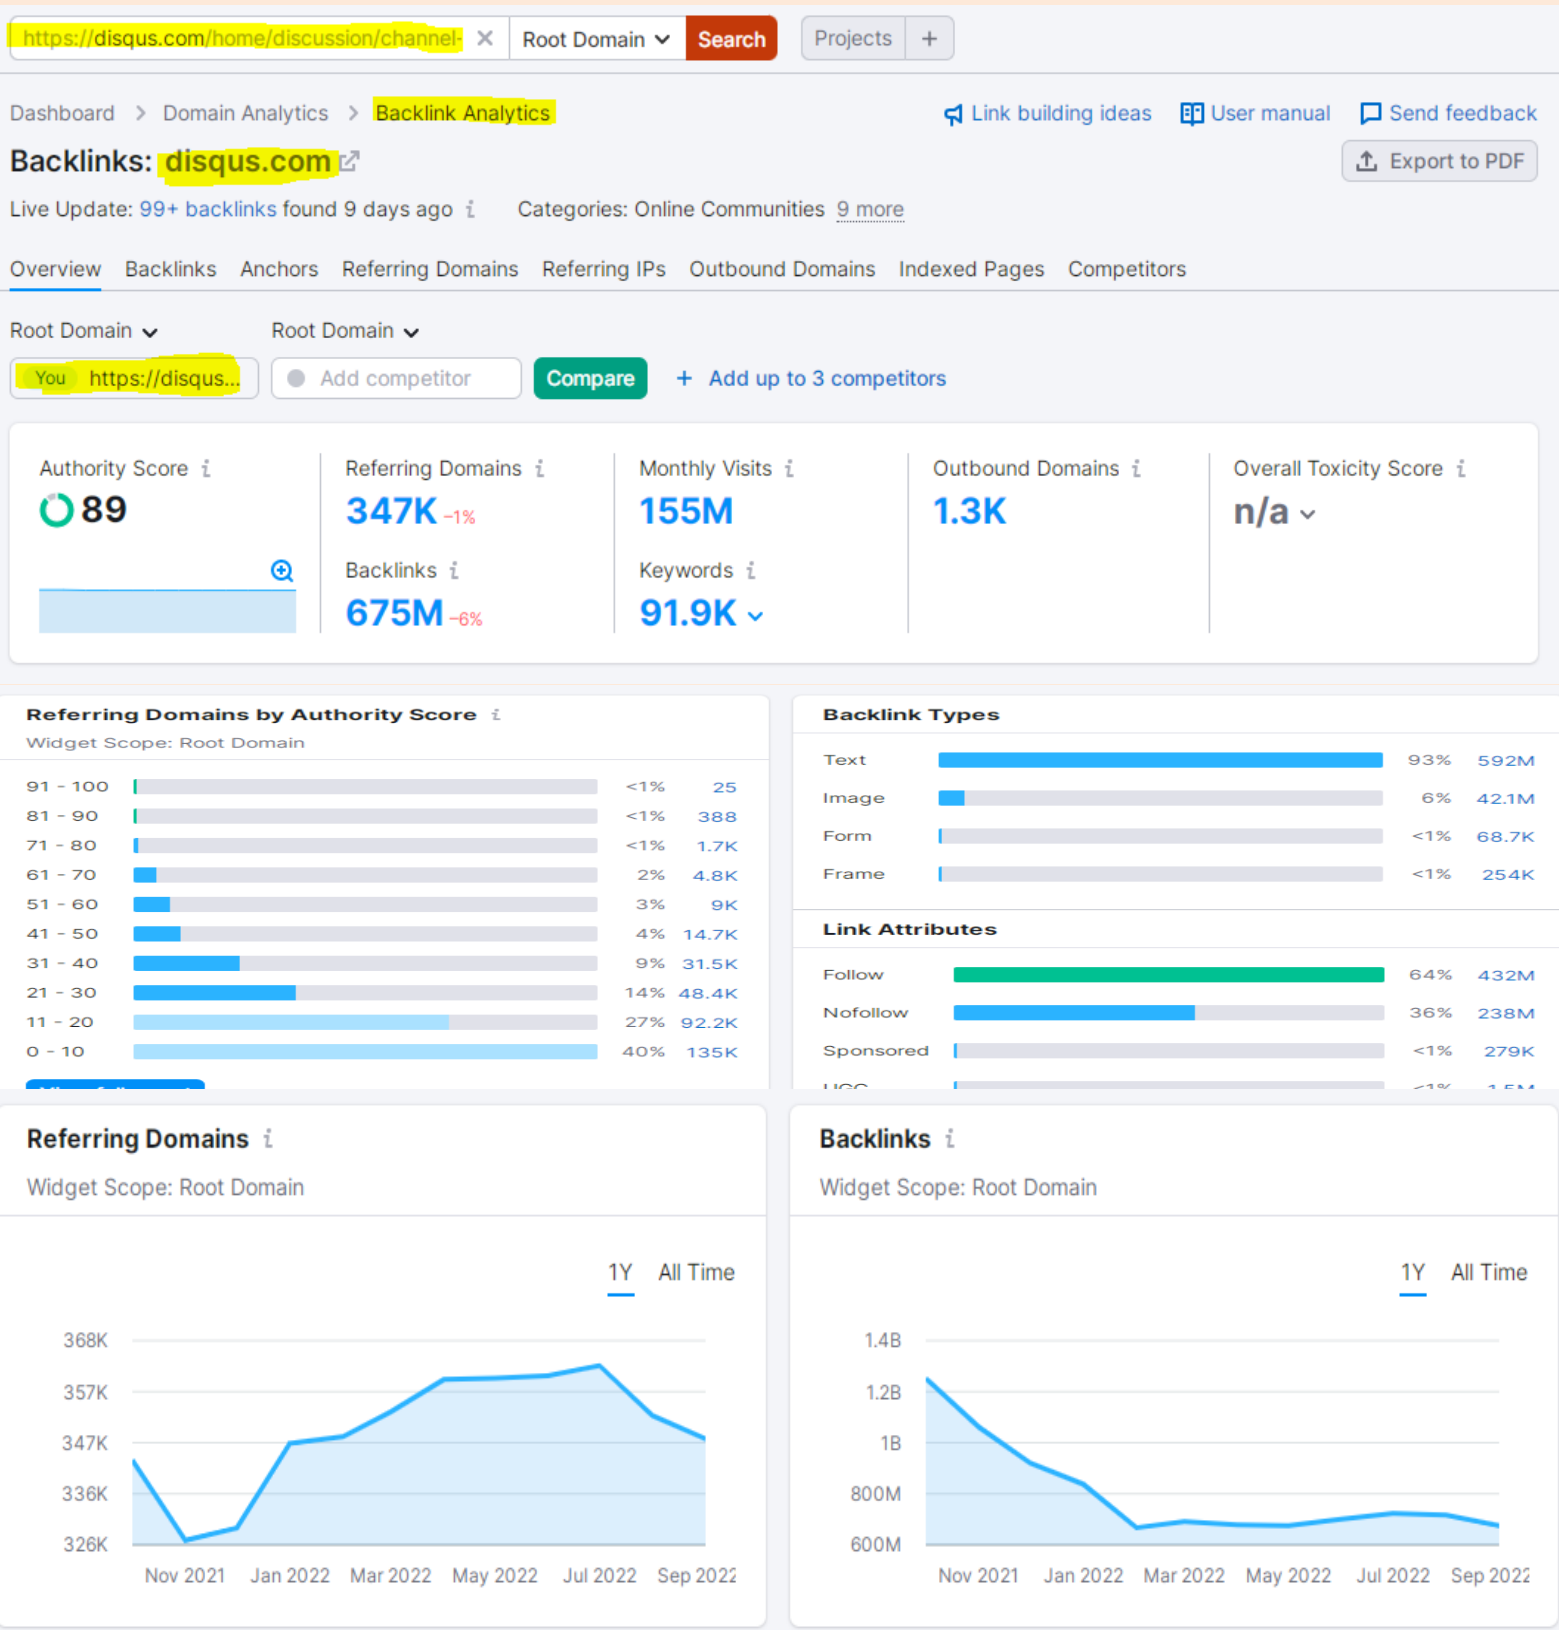 https://disqus.com/home/discussion/channel-
Root Domain
Search
Projects
+
Dashboard > Domain Analytics > Backlink Analytics
Link building ideas
User manual
Send feedback
Backlinks: disqus.com
Export to PDF
Live Update: 99+ backlinks found 9 days ago
Categories: Online Communities 9 more
Overview Backlinks Anchors Referring Domains Referring IPs Outbound Domains Indexed Pages Competitors
Root Domain
Root Domain
You https://disqus...
Add competitor
Compare
+ Add up to 3 competitors
Authority Score
89
Referring Domains
347K -1%
Backlinks
675M -6%
Monthly Visits
155M
Keywords
91.9K
Outbound Domains
1.3K
Overall Toxicity Score
n/a
Referring Domains by Authority Score
Widget Scope: Root Domain
91 - 100 <1% 25
81 - 90 <1% 388
71 - 80 <1% 1.7K
61 - 70 2% 4.8K
51 - 60 3% 9K
41 - 50 4% 14.7K
31 - 40 9% 31.5K
21 - 30 14% 48.4K
11 - 20 27% 92.2K
0 - 10 40% 135K
Backlink Types
Text 93% 592M
Image 6% 42.1M
Form <1% 68.7K
Frame <1% 254K
Link Attributes
Follow 64% 432M
Nofollow 36% 238M
Sponsored <1% 279K
UGC <1% 1.5M
Referring Domains
Widget Scope: Root Domain
1Y All Time
368K
357K
347K
336K
326K
Nov 2021 Jan 2022 Mar 2022 May 2022 Jul 2022 Sep 2022
Backlinks
Widget Scope: Root Domain
1Y All Time
1.4B
1.2B
1B
800M
600M
Nov 2021 Jan 2022 Mar 2022 May 2022 Jul 2022 Sep 2022